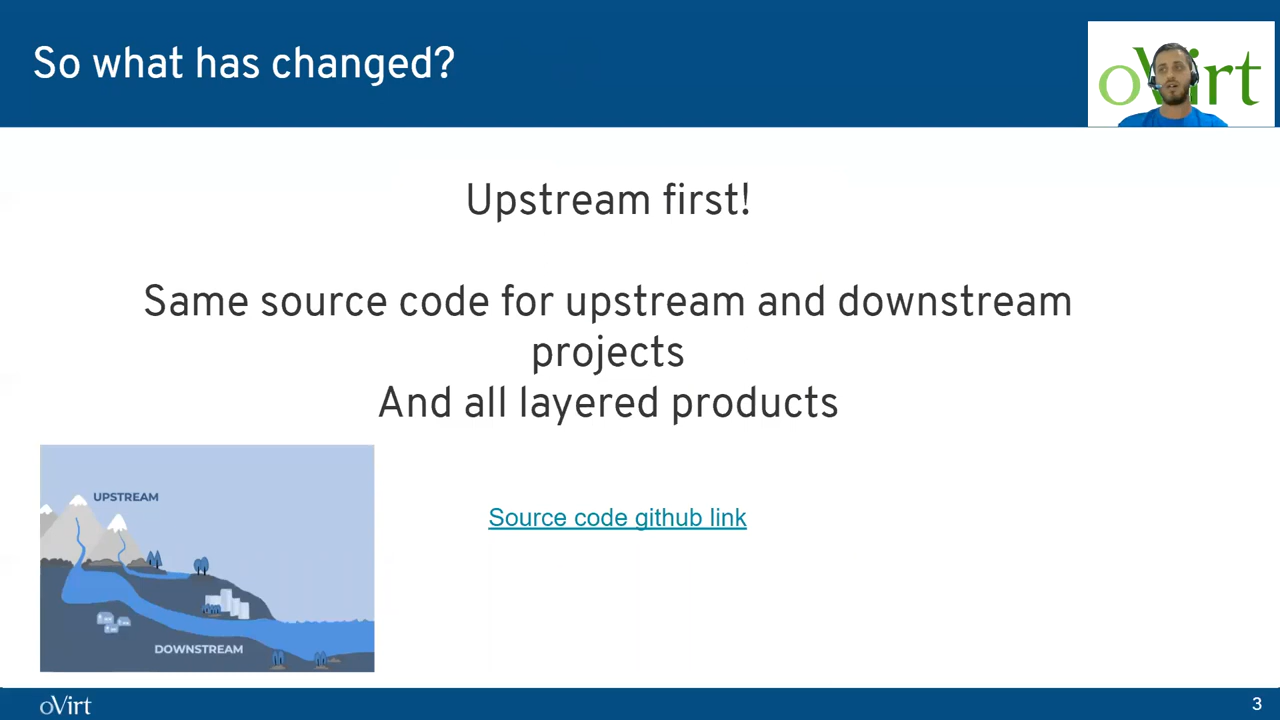 So what has changed?
oVirt
Upstream first!
Same source code for upstream and downstream
projects
And all layered products
UPSTREAM
Source code github link
DOWNSTREAM
oVirt
3